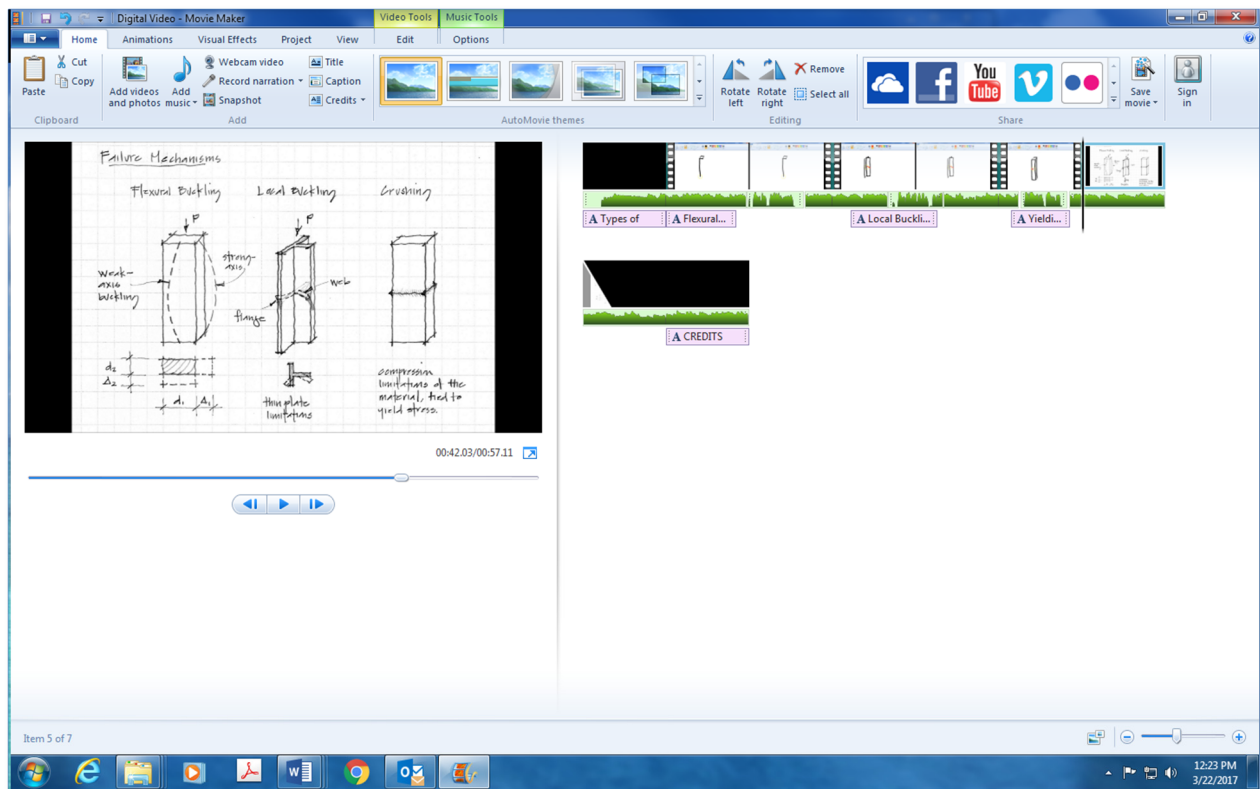 Digital Video - Movie Maker
Video Tools
Music Tools
Home
Animations
Visual Effects
Project
View
Edit
Options
Paste
Cut
Copy
Clipboard
Add videos
and photos
Add
music
Webcam video
Record narration
Snapshot
Title
Caption
Credits
Add
AutoMovie themes
Rotate
left
Rotate
right
Remove
Select all
Editing
You
Tube
Share
Save
movie
Sign
in
Failure Mechanisms
Flexural Buckling
Local Buckling
Crushing
P
P
weak-
axis
buckling
strong-
axis
flange
web
d₂
Δ₂
d₁
Δ₁
thin plate
limitations
compression
limitations of the
material, tied to
yield stress.
00:42.03/00:57.11
A Types of
A Flexural...
A Local Buckli...
A Yieldi...
A CREDITS
Item 5 of 7
12:23 PM
3/22/2017